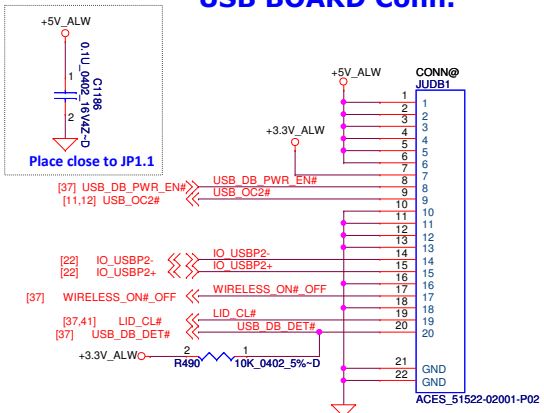 USB BOARD Conn.
+5V_ALW
1
0.1U_0402_16V4Z~D
C1186
2
Place close to JP1.1
+5V_ALW
CONN@
JUDB1
+3.3V_ALW
1 1
2 2
3 3
4 4
5 5
6 6
7 7
[37] USB_DB_PWR_EN# USB_DB_PWR_EN# 8 8
[11,12] USB_OC2# USB_OC2# 9 9
10 10
11 11
12 12
13 13
[22] IO_USBP2- IO_USBP2- 14 14
[22] IO_USBP2+ IO_USBP2+ 15 15
16 16
[37] WIRELESS_ON#_OFF WIRELESS_ON#_OFF 17 17
18 18
[37,41] LID_CL# LID_CL# 19 19
[37] USB_DB_DET# USB_DB_DET# 20 20
+3.3V_ALW 2 1
R490 10K_0402_5%~D
21 GND
22 GND
ACES_51522-02001-P02